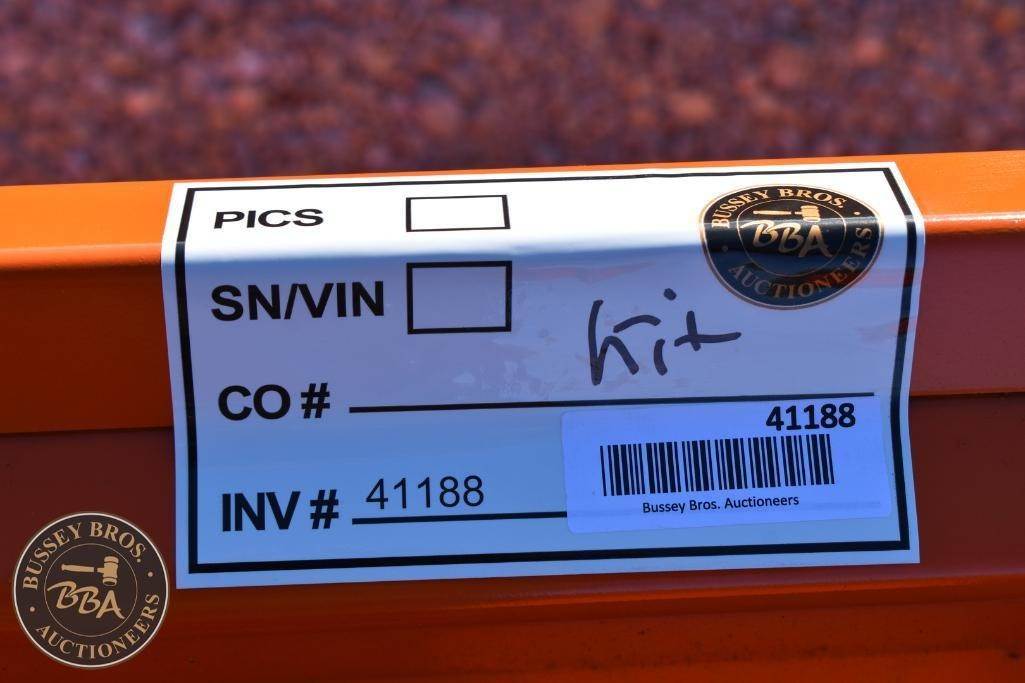 PICS
BUSSEY BROS.
BBA
AUCTIONEERS
SN/VIN
Kit
CO #
41188
INV # 41188
Bussey Bros. Auctioneers
BUSSEY BROS.
BBA
AUCTIONEERS